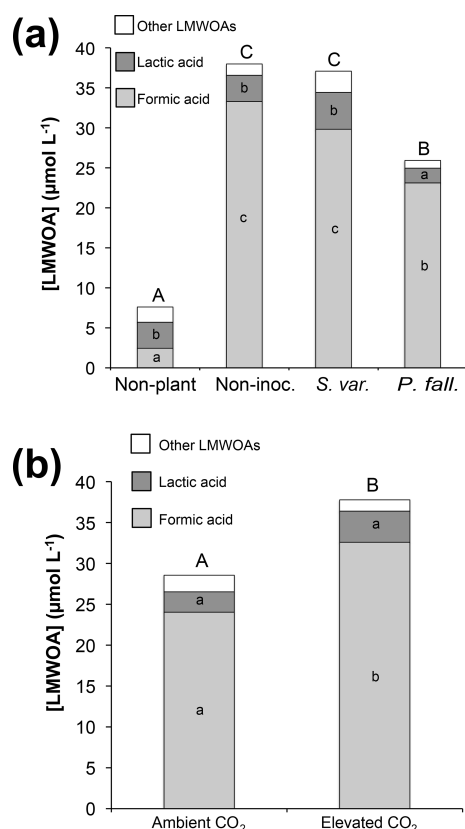 (a)
Other LMWOAs
Lactic acid
Formic acid
[LMWOA] (µmol L-1)
40
35
30
25
20
15
10
5
0
A
b
a
C
b
c
C
b
c
B
a
b
Non-plant Non-inoc. S. var. P. fall.
(b)
Other LMWOAs
Lactic acid
Formic acid
[LMWOA] (µmol L-1)
40
35
30
25
20
15
10
5
0
A
a
a
B
a
b
Ambient CO2 Elevated CO2